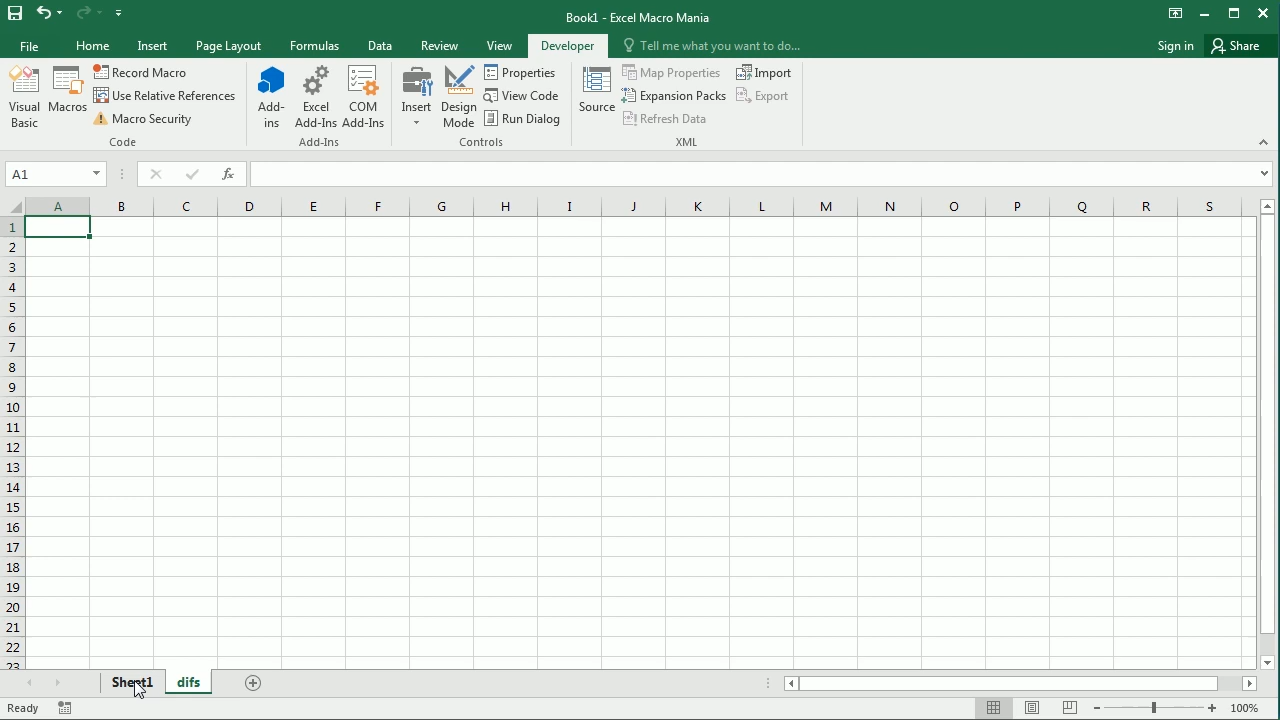 Book1 - Excel Macro Mania
File Home Insert Page Layout Formulas Data Review View Developer Tell me what you want to do... Sign in Share
Visual Basic
Macros
Record Macro
Use Relative References
Macro Security
Code
Add-ins
Excel Add-Ins
COM Add-Ins
Add-Ins
Insert
Design Mode
Properties
View Code
Run Dialog
Controls
Source
Map Properties
Expansion Packs
Refresh Data
Import
Export
XML
A1 fx
A B C D E F G H I J K L M N O P Q R S
1
2
3
4
5
6
7
8
9
10
11
12
13
14
15
16
17
18
19
20
21
22
23
Sheet1 difs
Ready 100%